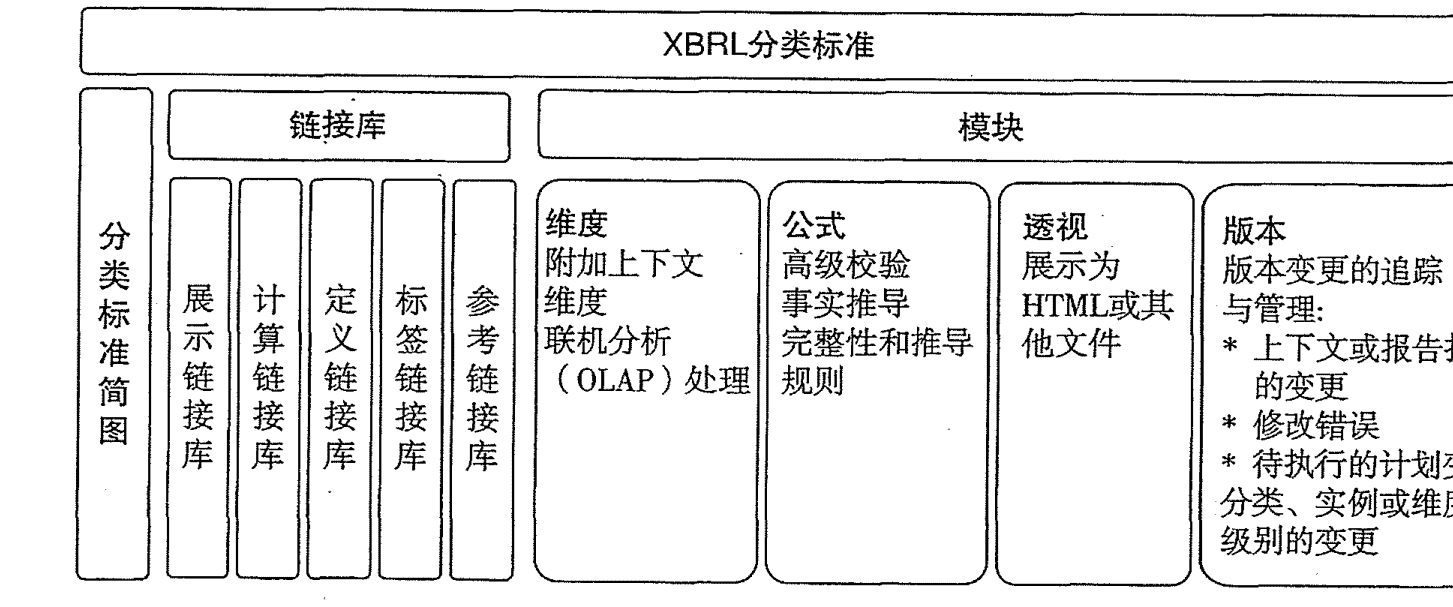 XBRL分类标准
分类标准简图
链接库
展示链接库
计算链接库
定义链接库
标签链接库
参考链接库
模块
维度
附加上下文
维度
联机分析
（OLAP）处理
公式
高级校验
事实推导
完整性和推导
规则
透视
展示为
HTML或其
他文件
版本
版本变更的追踪
与管理:
* 上下文或报告
的变更
* 修改错误
* 待执行的计划
分类、实例或维度
级别的变更